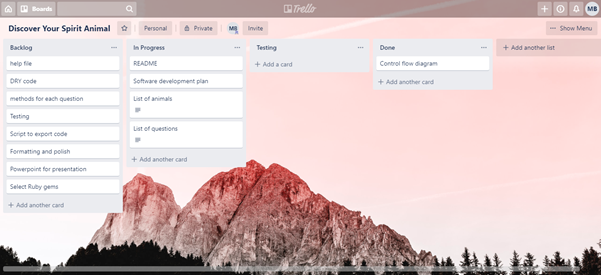 Boards
Trello
MB
Discover Your Spirit Animal
Personal
Private
MB
Invite
Show Menu
Backlog
help file
DRY code
methods for each question
Testing
Script to export code
Formatting and polish
Powerpoint for presentation
Select Ruby gems
+ Add another card
In Progress
README
Software development plan
List of animals
List of questions
+ Add another card
Testing
+ Add a card
Done
Control flow diagram
+ Add another card
+ Add another list